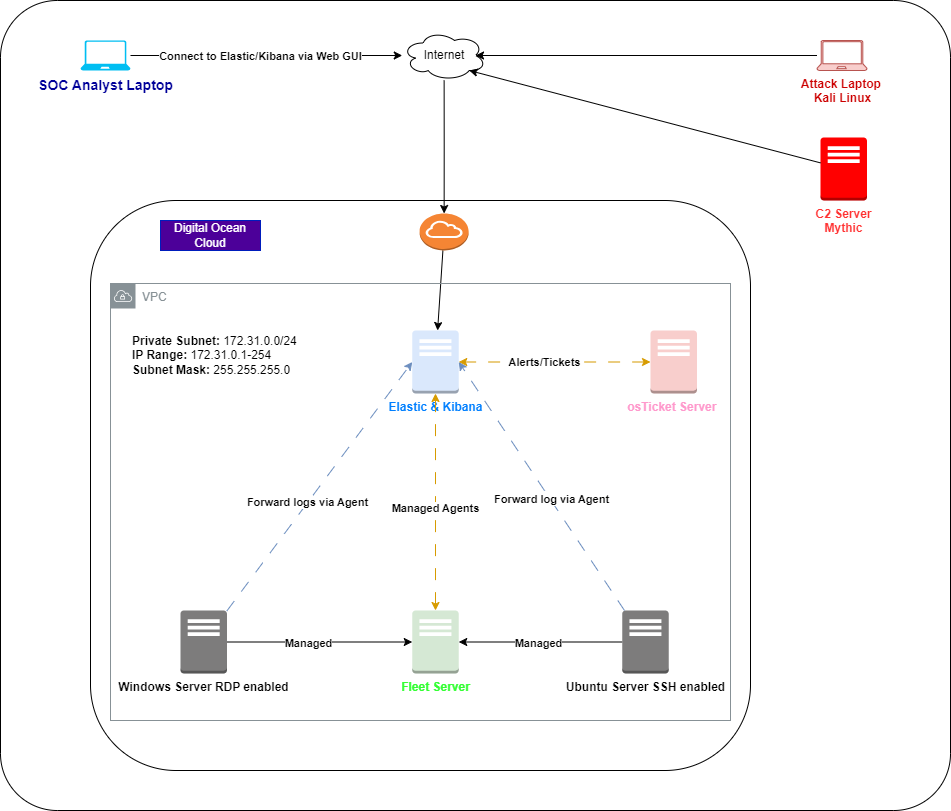 Connect to Elastic/Kibana via Web GUI
Internet
SOC Analyst Laptop
Attack Laptop
Kali Linux
C2 Server
Mythic
Digital Ocean
Cloud
VPC
Private Subnet: 172.31.0.0/24
IP Range: 172.31.0.1-254
Subnet Mask: 255.255.255.0
Alerts/Tickets
Elastic & Kibana
osTicket Server
Forward logs via Agent
Managed Agents
Forward log via Agent
Managed
Managed
Windows Server RDP enabled
Fleet Server
Ubuntu Server SSH enabled